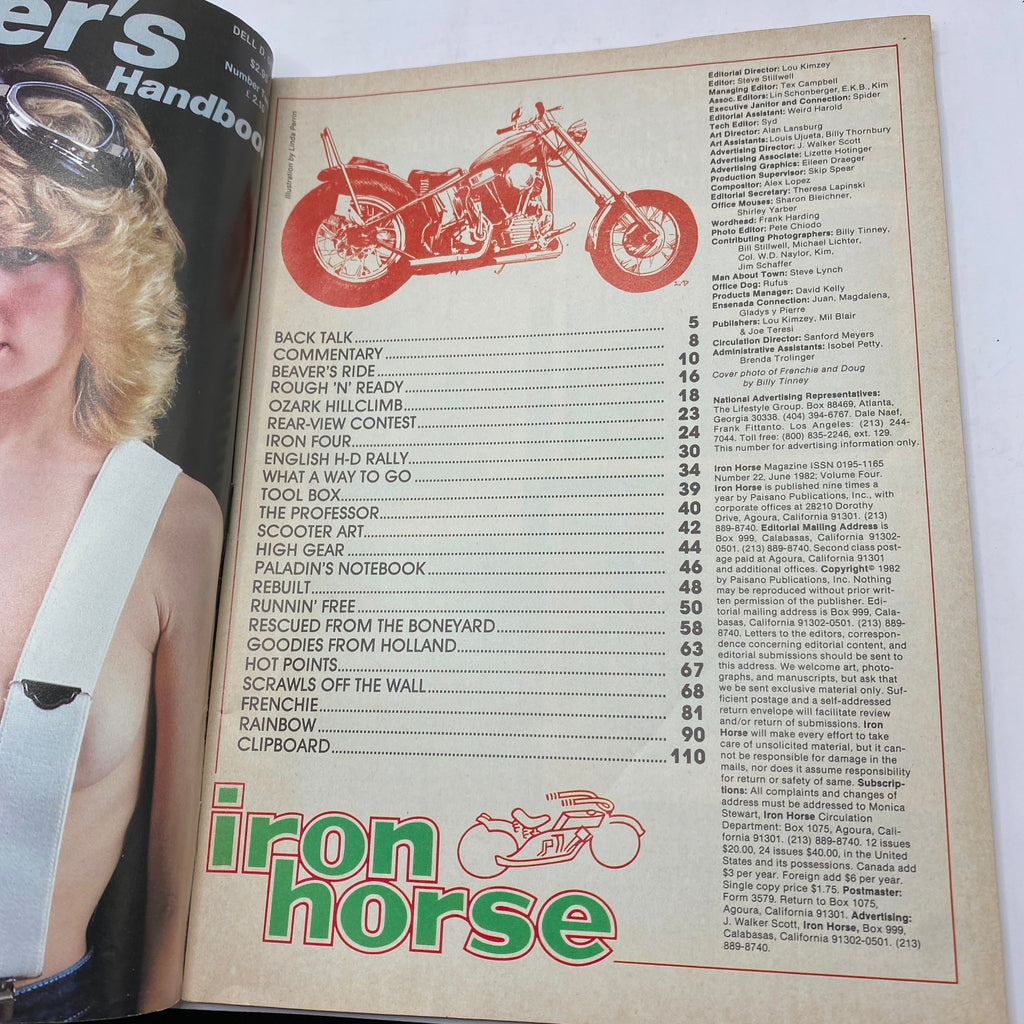 er's
Handboo
DELL
Number
Illustration by Linda Perrin
BACK TALK 5
COMMENTARY 8
BEAVER'S RIDE 10
ROUGH 'N' READY 16
OZARK HILLCLIMB 18
REAR-VIEW CONTEST 23
IRON FOUR 24
ENGLISH H-D RALLY 30
WHAT A WAY TO GO 34
TOOL BOX 39
THE PROFESSOR 40
SCOOTER ART 42
HIGH GEAR 44
PALADIN'S NOTEBOOK 46
REBUILT 48
RUNNIN' FREE 50
RESCUED FROM THE BONEYARD 58
GOODIES FROM HOLLAND 63
HOT POINTS 67
SCRAWLS OFF THE WALL 68
FRENCHIE 81
RAINBOW 90
CLIPBOARD 110
iron
horse
Editorial Director: Lou Kimzey
Editor: Steve Stillwell
Managing Editor: Tex Campbell
Assoc. Editors: Lin Schonberger, E.K.B., Kim
Executive Janitor and Connection: Spider
Editorial Assistant: Weird Harold
Tech Editor: Syd
Art Director: Alan Lansburg
Art Assistants: Louis Ujueta, Billy Thornbury
Advertising Director: J. Walker Scott
Advertising Associate: Lizette Hotinger
Advertising Graphics: Eileen Draeger
Production Supervisor: Skip Spear
Compositor: Alex Lopez
Editorial Secretary: Theresa Lapinski
Office Mouses: Sharon Bleichner,
Shirley Yarber
Wordhead: Frank Harding
Photo Editor: Pete Chiodo
Contributing Photographers: Billy Tinney,
Bill Stillwell, Michael Lichter,
Col. W.D. Naylor, Kim,
Jim Schaffer
Man About Town: Steve Lynch
Office Dog: Rufus
Products Manager: David Kelly
Ensenada Connection: Juan, Magdalena,
Gladys y Pierre
Publishers: Lou Kimzey, Mil Blair
& Joe Teresi
Circulation Director: Sanford Meyers
Administrative Assistants: Isobel Petty,
Brenda Trolinger
Cover photo of Frenchie and Doug
by Billy Tinney
National Advertising Representatives:
The Lifestyle Group. Box 88469, Atlanta,
Georgia 30338. (404) 394-6767. Dale Naef,
Frank Fittanto. Los Angeles: (213) 244-
7044. Toll free: (800) 835-2246, ext. 129.
This number for advertising information only.
Iron Horse Magazine ISSN 0195-1165
Number 22, June 1982; Volume Four.
Iron Horse is published nine times a
year by Paisano Publications, Inc., with
corporate offices at 28210 Dorothy
Drive, Agoura, California 91301. (213)
889-8740. Editorial Mailing Address is
Box 999, Calabasas, California 91302-
0501. (213) 889-8740. Second class post-
age paid at Agoura, California 91301
and additional offices. Copyright© 1982
by Paisano Publications, Inc. Nothing
may be reproduced without prior writ-
ten permission of the publisher. Edi-
torial mailing address is Box 999, Cala-
basas, California 91302-0501. (213) 889-
8740. Letters to the editors, correspon-
dence concerning editorial content, and
editorial submissions should be sent to
this address. We welcome art, photo-
graphs, and manuscripts, but ask that
we be sent exclusive material only. Suf-
ficient postage and a self-addressed
return envelope will facilitate review
and/or return of submissions. Iron
Horse will make every effort to take
care of unsolicited material, but it can-
not be responsible for damage in the
mails, nor does it assume responsibility
for return or safety of same. Subscrip-
tions: All complaints and changes of
address must be addressed to Monica
Stewart, Iron Horse Circulation
Department: Box 1075, Agoura, Cali-
fornia 91301. (213) 889-8740. 12 issues
$20.00, 24 issues $40.00, in the United
States and its possessions. Canada add
$3 per year. Foreign add $6 per year.
Single copy price $1.75. Postmaster:
Form 3579. Return to Box 1075,
Agoura, California 91301. Advertising:
J. Walker Scott, Iron Horse, Box 999,
Calabasas, California 91302-0501. (213)
889-8740.